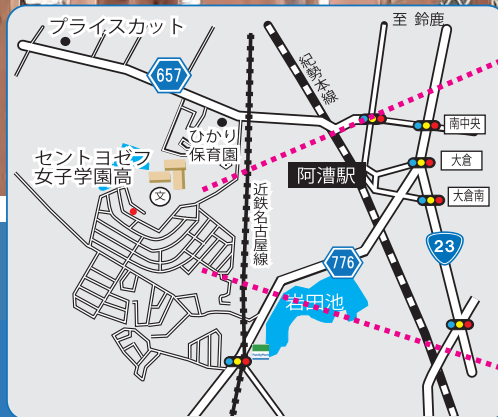 プライスカット
至 鈴鹿
紀勢本線
657
南中央
ひかり
保育園
セントヨゼフ
女子学園高
文
大倉
阿漕駅
大倉南
近鉄名古屋線
23
776
岩田池
FamilyMart